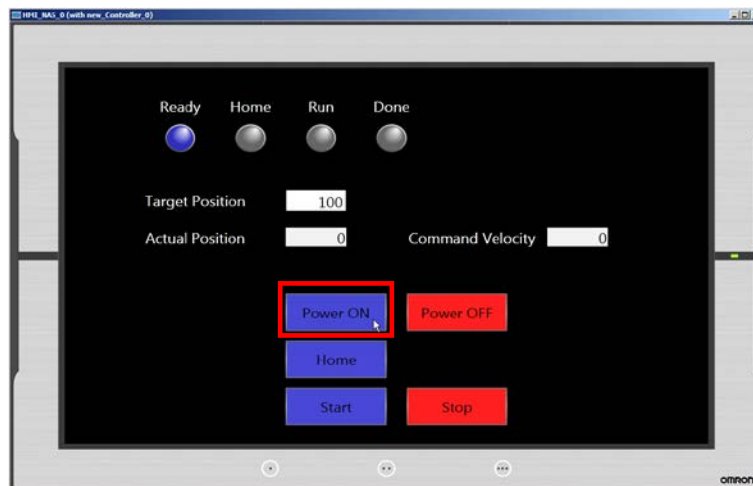 HMI_NA5_0 (with new_Controller_0)
Ready Home Run Done
Target Position 100
Actual Position 0 Command Velocity 0
Power ON Power OFF
Home
Start Stop
OMRON